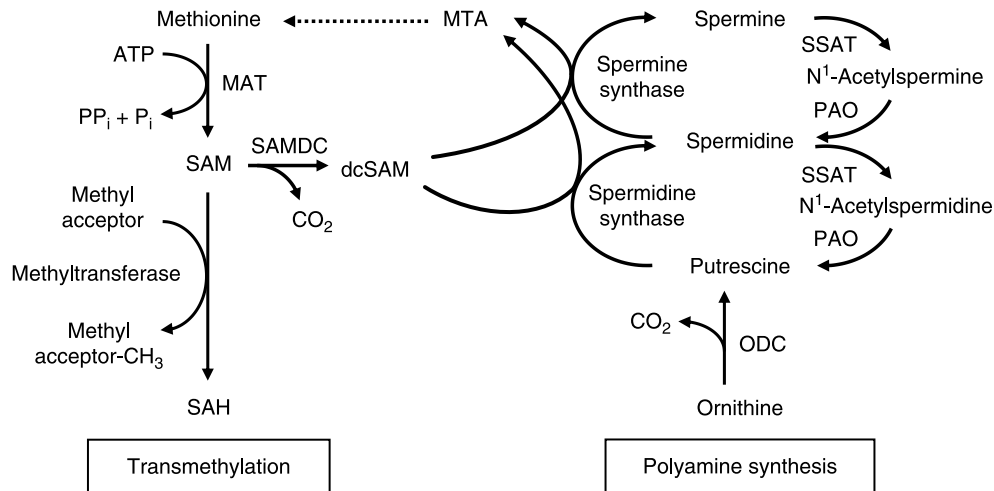 Methionine
MTA
Spermine
ATP
MAT
PPi + Pi
Spermine
synthase
SSAT
N¹-Acetylspermine
PAO
SAM
SAMDC
dcSAM
CO₂
Spermidine
Spermidine
synthase
SSAT
N¹-Acetylspermidine
PAO
Methyl
acceptor
Methyltransferase
Methyl
acceptor-CH₃
SAH
Putrescine
CO₂
ODC
Ornithine
Transmethylation
Polyamine synthesis